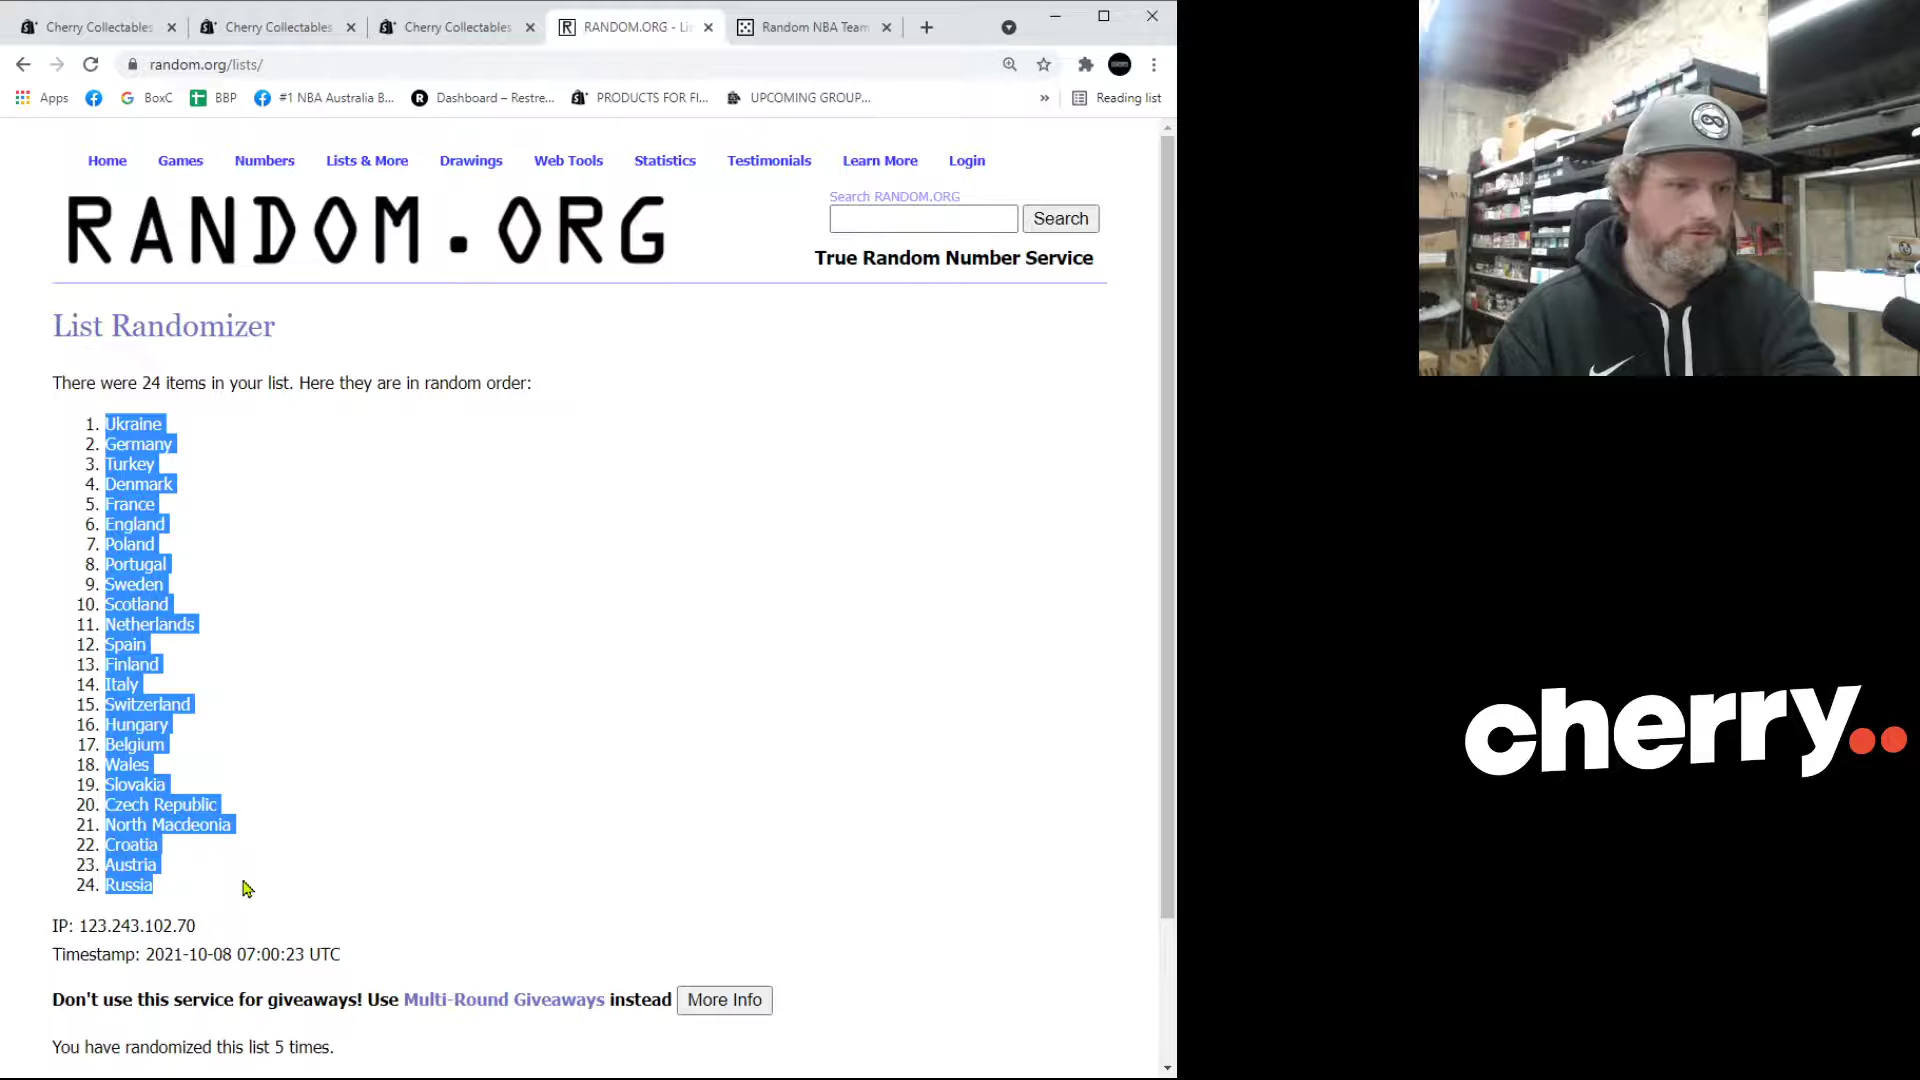 Cherry Collectables
Cherry Collectables
Cherry Collectables
RANDOM.ORG - Li
Random NBA Team
random.org/lists/
Apps
BoxC
BBP
#1 NBA Australia B...
Dashboard – Restre...
PRODUCTS FOR FI...
UPCOMING GROUP...
»
Reading list
Home Games Numbers Lists & More Drawings Web Tools Statistics Testimonials Learn More Login
RANDOM.ORG
Search RANDOM.ORG
Search
True Random Number Service
List Randomizer
There were 24 items in your list. Here they are in random order:
1. Ukraine
2. Germany
3. Turkey
4. Denmark
5. France
6. England
7. Poland
8. Portugal
9. Sweden
10. Scotland
11. Netherlands
12. Spain
13. Finland
14. Italy
15. Switzerland
16. Hungary
17. Belgium
18. Wales
19. Slovakia
20. Czech Republic
21. North Macdeonia
22. Croatia
23. Austria
24. Russia
IP: 123.243.102.70
Timestamp: 2021-10-08 07:00:23 UTC
Don't use this service for giveaways! Use Multi-Round Giveaways instead More Info
You have randomized this list 5 times.
cherry..